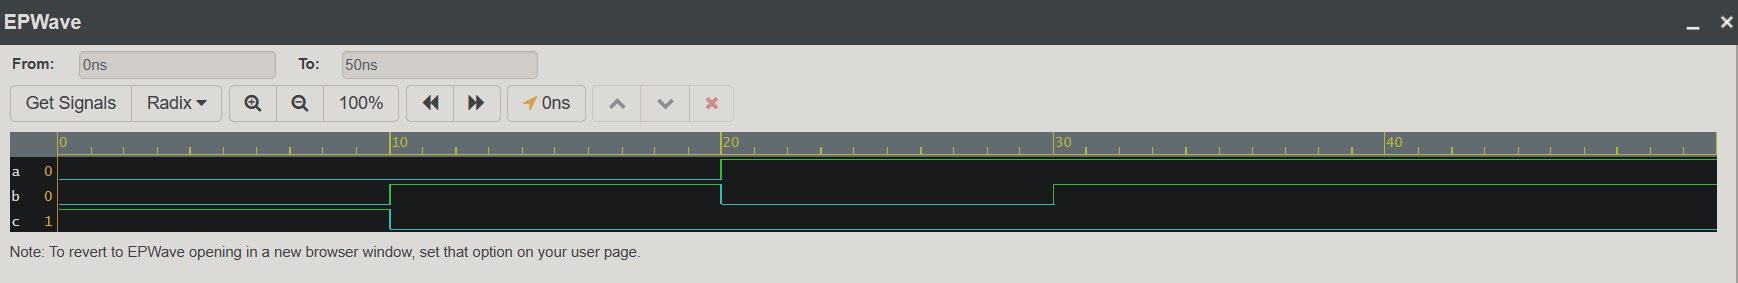 EPWave
From: 0ns To: 50ns
Get Signals Radix 100% 0ns
0 10 20 30 40
a 0
b 0
c 1
Note: To revert to EPWave opening in a new browser window, set that option on your user page.